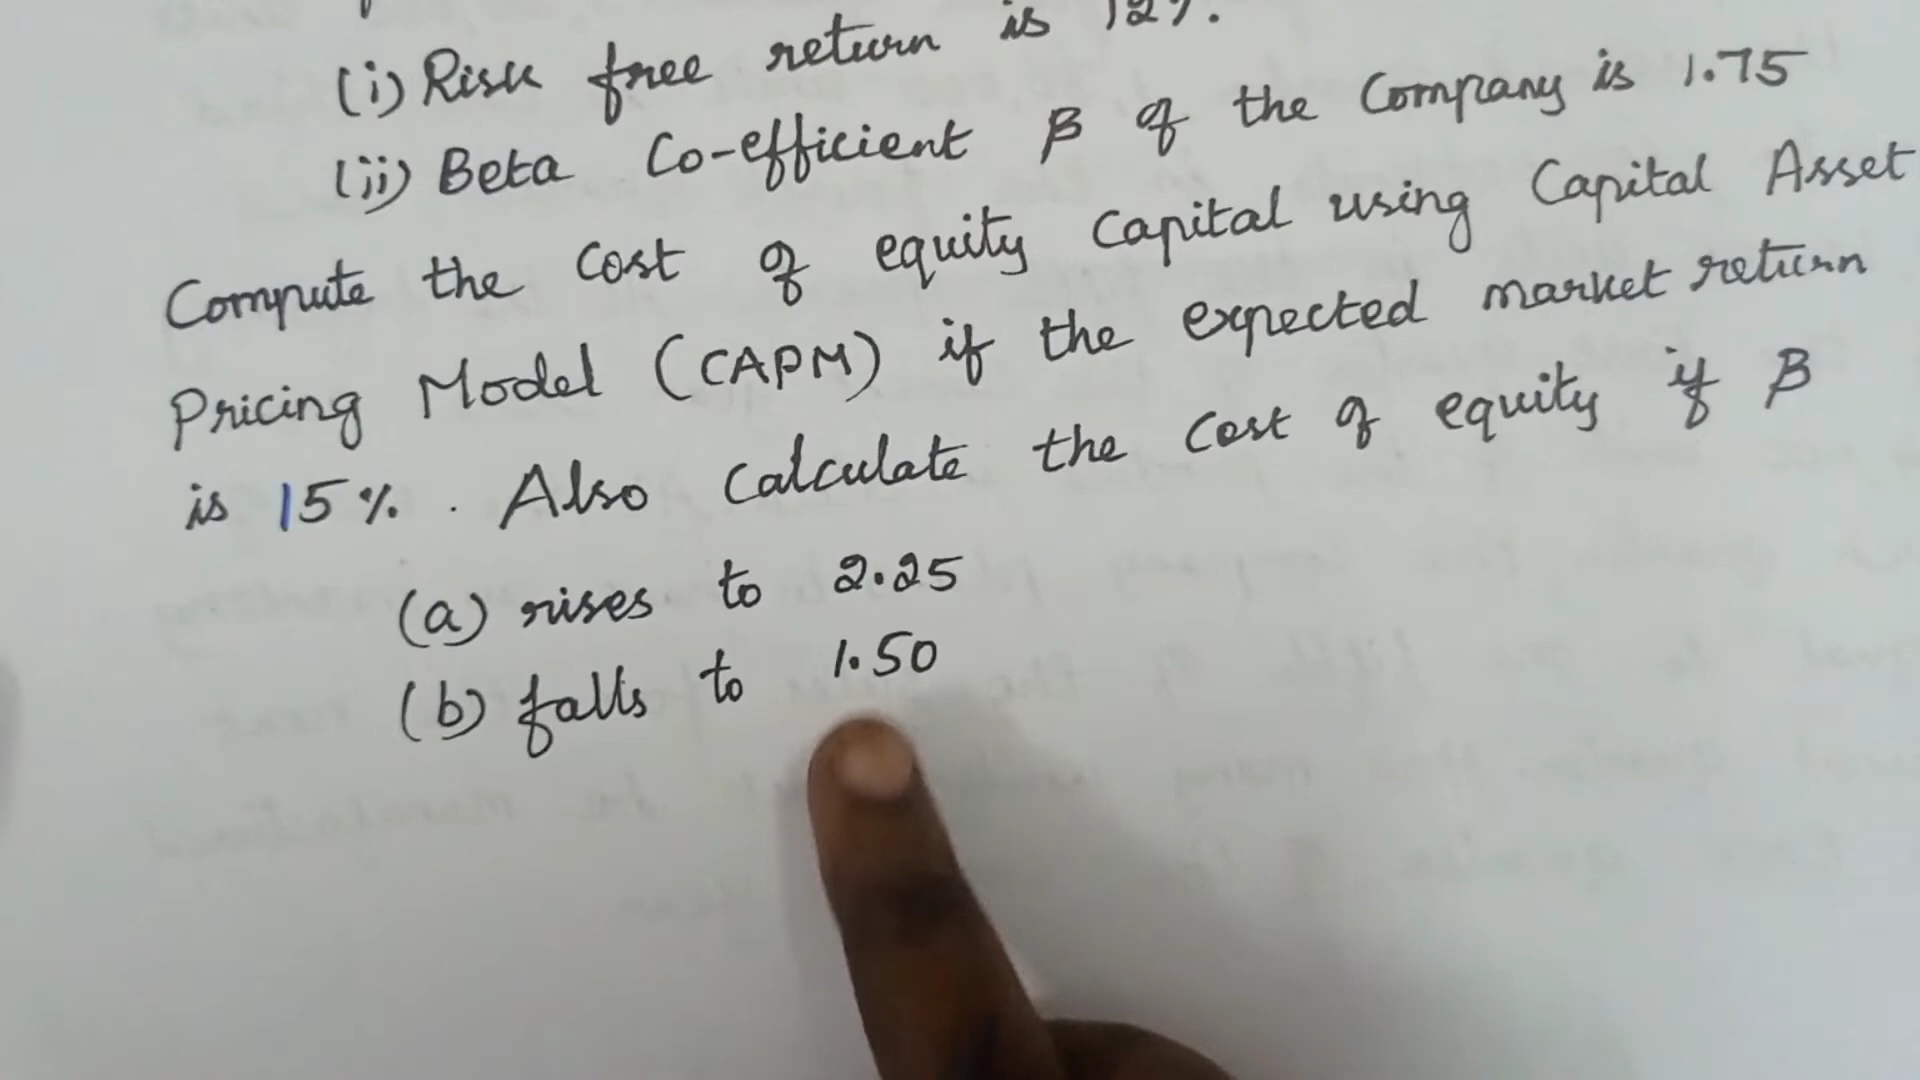 (i) Risk free return is 12%.
(ii) Beta Co-efficient β of the Company is 1.75
Compute the cost of equity capital using Capital Asset
Pricing Model (CAPM) if the expected market return
is 15%. Also calculate the cost of equity if β
(a) rises to 2.25
(b) falls to 1.50